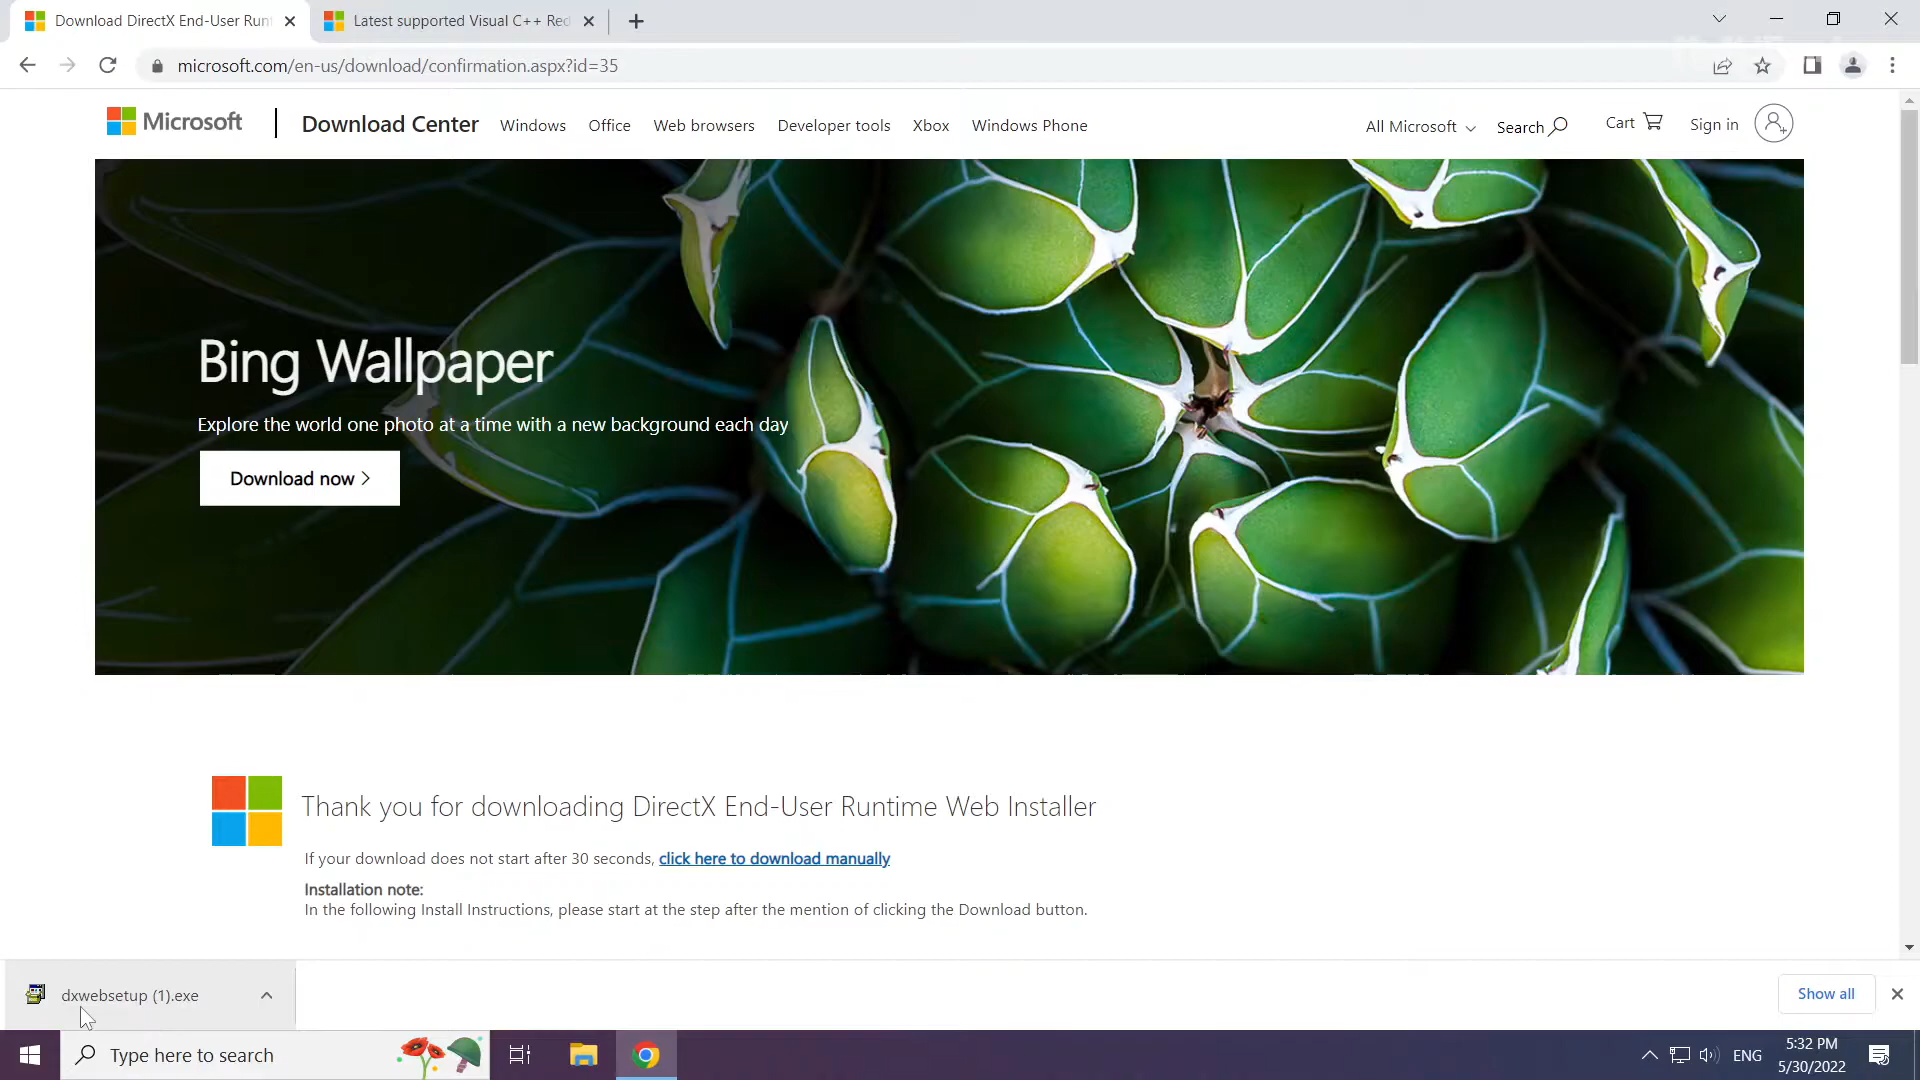 Download DirectX End-User Runt
Latest supported Visual C++ Red
microsoft.com/en-us/download/confirmation.aspx?id=35
Microsoft
Download Center
Windows
Office
Web browsers
Developer tools
Xbox
Windows Phone
All Microsoft
Search
Cart
Sign in
Bing Wallpaper
Explore the world one photo at a time with a new background each day
Download now >
Thank you for downloading DirectX End-User Runtime Web Installer
If your download does not start after 30 seconds, click here to download manually
Installation note:
In the following Install Instructions, please start at the step after the mention of clicking the Download button.
dxwebsetup (1).exe
Show all
Type here to search
ENG
5:32 PM
5/30/2022